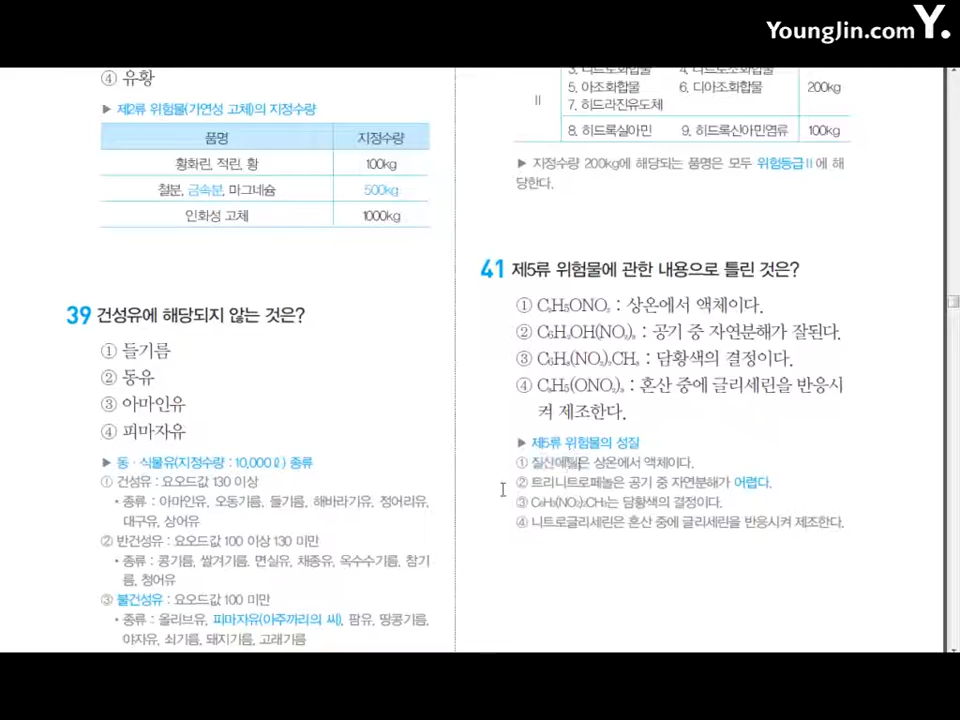 YoungJin.com Y.
④ 유황
▶ 제2류 위험물(가연성 고체)의 지정수량
품명 지정수량
황화린, 적린, 황 100kg
철분, 금속분, 마그네슘 500kg
인화성 고체 1000kg
39 건성유에 해당되지 않는 것은?
① 들기름
② 동유
③ 아마인유
④ 피마자유
▶ 동·식물유(지정수량 : 10,000ℓ) 종류
① 건성유 : 요오드값 130 이상
• 종류 : 아마인유, 오동기름, 들기름, 해바라기유, 정어리유,
대구유, 상어유
② 반건성유 : 요오드값 100 이상 130 미만
• 종류 : 콩기름, 쌀겨기름, 면실유, 채종유, 옥수수기름, 참기
름, 청어유
③ 불건성유 : 요오드값 100 미만
• 종류 : 올리브유, 피마자유(아주까리의 씨), 팜유, 땅콩기름,
야자유, 쇠기름, 돼지기름, 고래기름
3. 니트로화합물 4. 니트로소화합물
Ⅱ 5. 아조화합물 6. 디아조화합물 200kg
7. 히드라진유도체
8. 히드록실아민 9. 히드록신아민염류 100kg
▶ 지정수량 200kg에 해당되는 품명은 모두 위험등급Ⅱ에 해
당한다.
41 제5류 위험물에 관한 내용으로 틀린 것은?
① C₂H₅ONO₂ : 상온에서 액체이다.
② C₆H₂OH(NO₂)₃ : 공기 중 자연분해가 잘된다.
③ C₆H₃(NO₂)₂CH₃ : 담황색의 결정이다.
④ C₃H₅(ONO₂)₃ : 혼산 중에 글리세린을 반응시
켜 제조한다.
▶ 제5류 위험물의 성질
① 질산에틸은 상온에서 액체이다.
② 트리니트로페놀은 공기 중 자연분해가 어렵다.
③ C₆H₃(NO₂)₂CH₃는 담황색의 결정이다.
④ 니트로글리세린은 혼산 중에 글리세린을 반응시켜 제조한다.